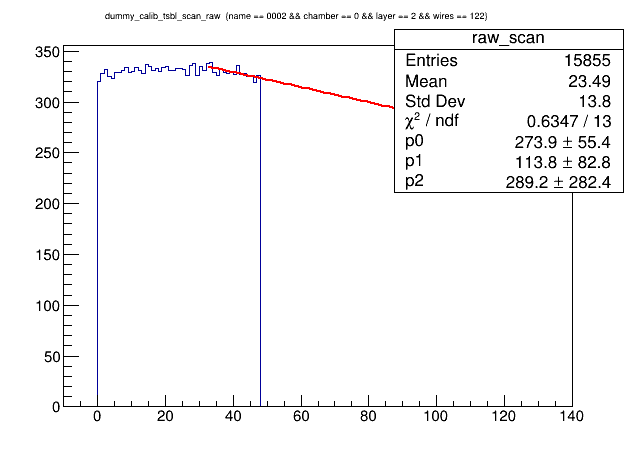 dummy_calib_tsbl_scan_raw (name == 0002 && chamber == 0 && layer == 2 && wires == 122)
raw_scan
Entries 15855
Mean 23.49
Std Dev 13.8
χ² / ndf 0.6347 / 13
p0 273.9 ± 55.4
p1 113.8 ± 82.8
p2 289.2 ± 282.4
350
300
250
200
150
100
50
0
0 20 40 60 80 100 120 140